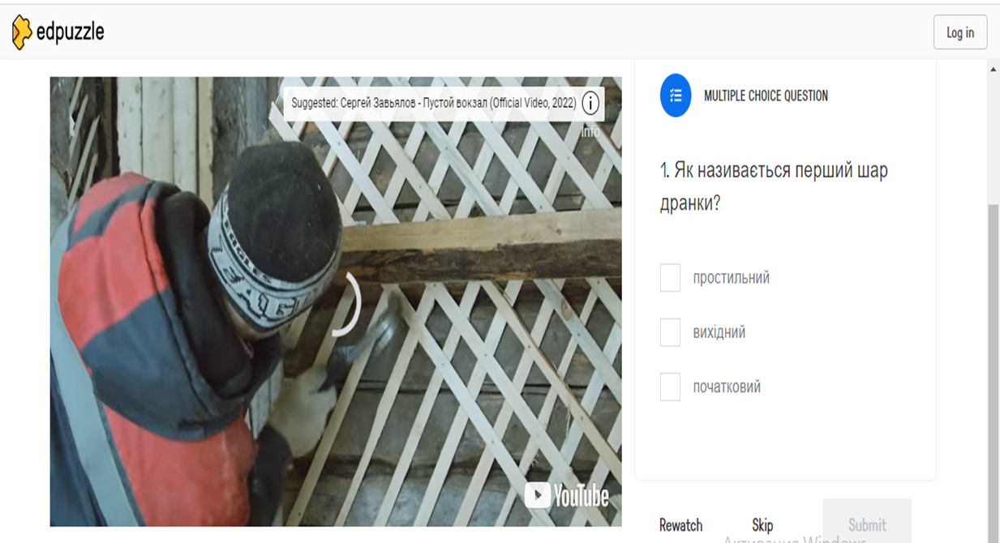 edpuzzle
Log in
Suggested: Сергей Завьялов - Пустой вокзал (Official Video, 2022)
Info
YouTube
MULTIPLE CHOICE QUESTION
1. Як називається перший шар
дранки?
простильний
вихідний
початковий
Rewatch
Skip
Submit
Активация Windows